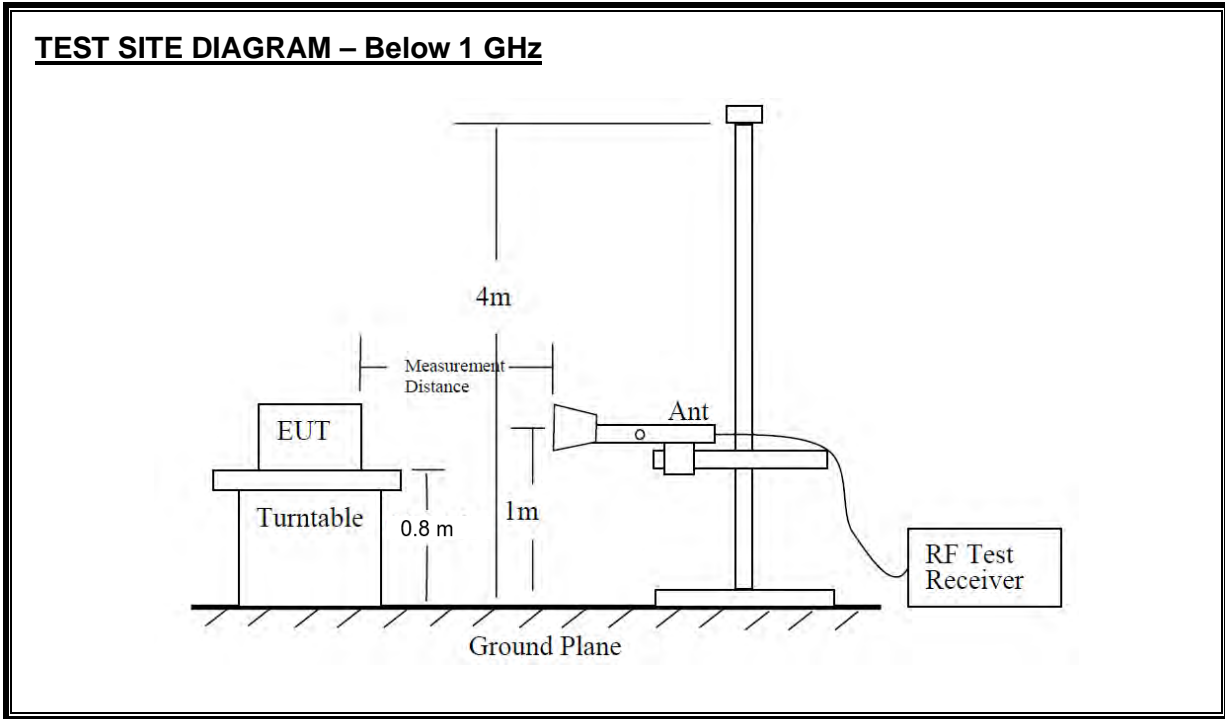 TEST SITE DIAGRAM – Below 1 GHz
4m
Measurement
Distance
Ant
EUT
Turntable
0.8 m
1m
RF Test
Receiver
Ground Plane